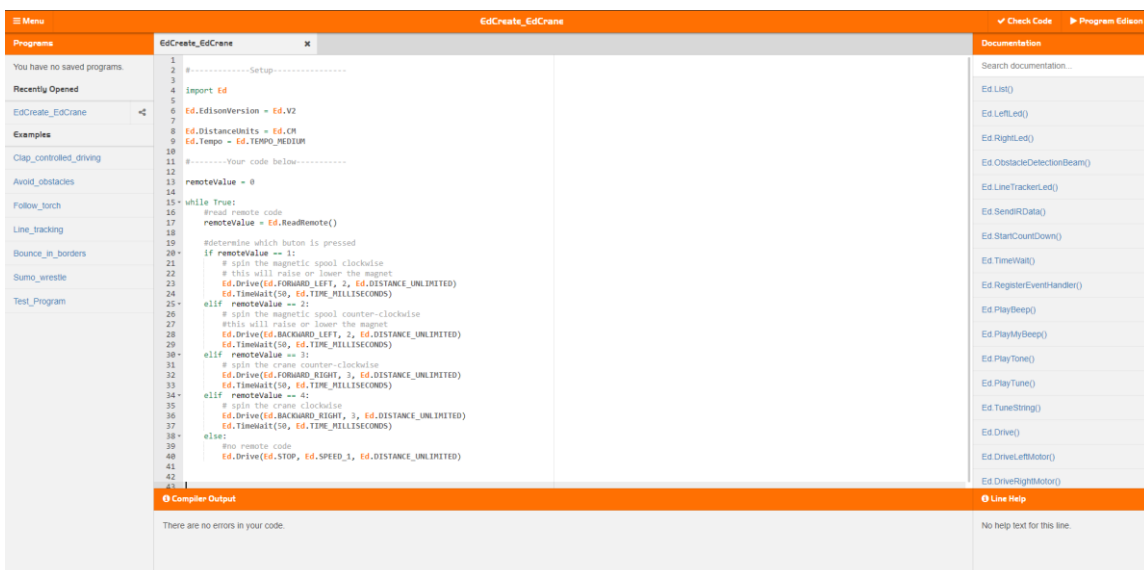 Menu
EdCreate_EdCrane
Check Code
Program Edison
Programs
You have no saved programs.
Recently Opened
EdCreate_EdCrane
Examples
Clap_controlled_driving
Avoid_obstacles
Follow_torch
Line_tracking
Bounce_in_borders
Sumo_wrestle
Test_Program
EdCreate_EdCrane ×
1
2 #-------------Setup----------------
3
4 import Ed
5
6 Ed.EdisonVersion = Ed.V2
7
8 Ed.DistanceUnits = Ed.CM
9 Ed.Tempo = Ed.TEMPO_MEDIUM
10
11 #--------Your code below-----------
12
13 remoteValue = 0
14
15 while True:
16 #read remote code
17 remoteValue = Ed.ReadRemote()
18
19 #determine which buton is pressed
20 if remoteValue == 1:
21 # spin the magnetic spool clockwise
22 # this will raise or lower the magnet
23 Ed.Drive(Ed.FORWARD_LEFT, 2, Ed.DISTANCE_UNLIMITED)
24 Ed.TimeWait(50, Ed.TIME_MILLISECONDS)
25 elif remoteValue == 2:
26 # spin the magnetic spool counter-clockwise
27 #this will raise or lower the magnet
28 Ed.Drive(Ed.BACKWARD_LEFT, 2, Ed.DISTANCE_UNLIMITED)
29 Ed.TimeWait(50, Ed.TIME_MILLISECONDS)
30 elif remoteValue == 3:
31 # spin the crane counter-clockwise
32 Ed.Drive(Ed.FORWARD_RIGHT, 3, Ed.DISTANCE_UNLIMITED)
33 Ed.TimeWait(50, Ed.TIME_MILLISECONDS)
34 elif remoteValue == 4:
35 # spin the crane clockwise
36 Ed.Drive(Ed.BACKWARD_RIGHT, 3, Ed.DISTANCE_UNLIMITED)
37 Ed.TimeWait(50, Ed.TIME_MILLISECONDS)
38 else:
39 #no remote code
40 Ed.Drive(Ed.STOP, Ed.SPEED_1, Ed.DISTANCE_UNLIMITED)
41
42
43
Compiler Output
There are no errors in your code.
Documentation
Search documentation...
Ed.List()
Ed.LeftLed()
Ed.RightLed()
Ed.ObstacleDetectionBeam()
Ed.LineTrackerLed()
Ed.SendIRData()
Ed.StartCountDown()
Ed.TimeWait()
Ed.RegisterEventHandler()
Ed.PlayBeep()
Ed.PlayMyBeep()
Ed.PlayTone()
Ed.PlayTune()
Ed.TuneString()
Ed.Drive()
Ed.DriveLeftMotor()
Ed.DriveRightMotor()
Line Help
No help text for this line.